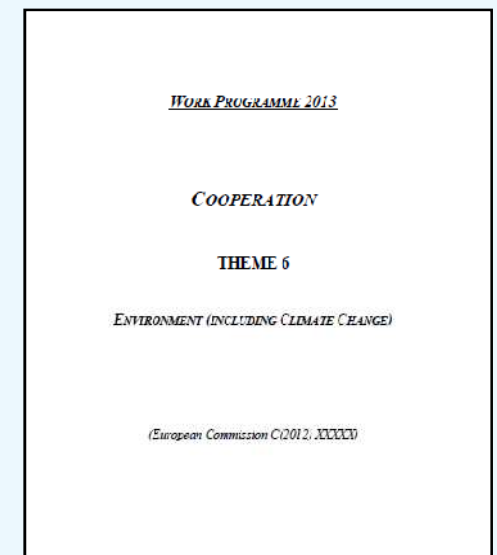 WORK PROGRAMME 2013
COOPERATION
THEME 6
ENVIRONMENT (INCLUDING CLIMATE CHANGE)
(European Commission C(2012) XXXXX)